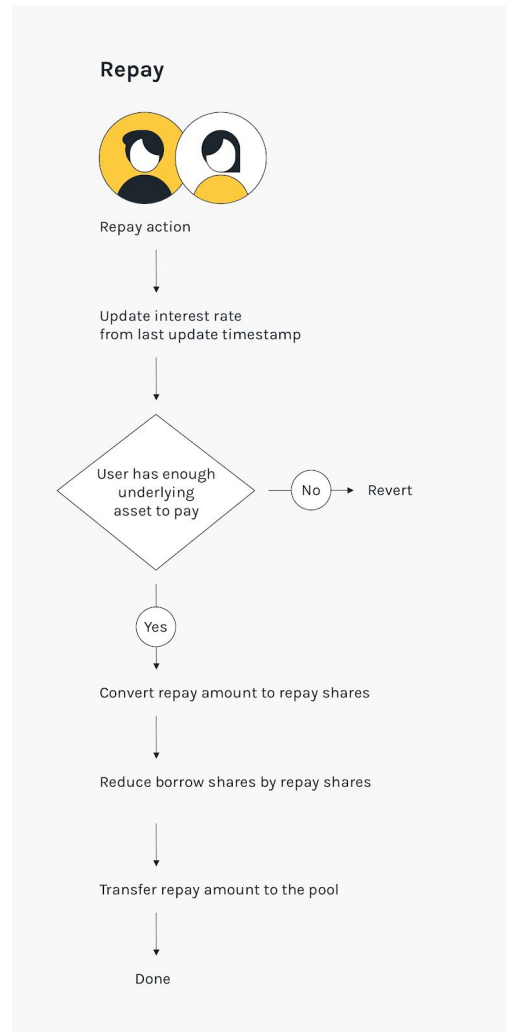 Repay
Repay action
Update interest rate
from last update timestamp
User has enough
underlying
asset to pay
No
Revert
Yes
Convert repay amount to repay shares
Reduce borrow shares by repay shares
Transfer repay amount to the pool
Done